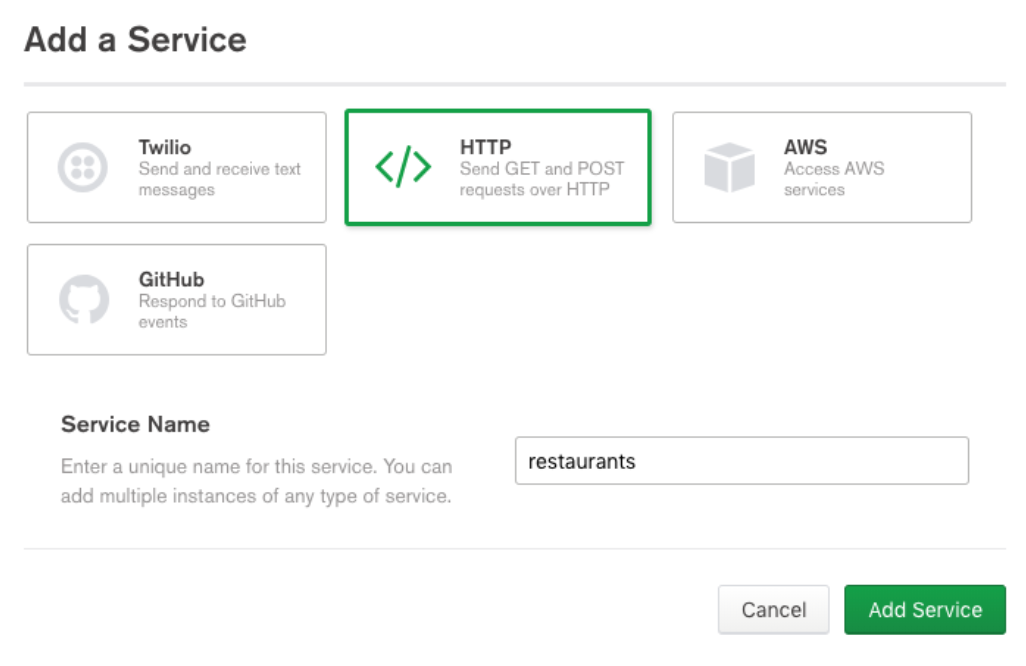 Add a Service
Twilio
Send and receive text
messages
HTTP
Send GET and POST
requests over HTTP
AWS
Access AWS
services
GitHub
Respond to GitHub
events
Service Name
Enter a unique name for this service. You can
add multiple instances of any type of service.
restaurants
Cancel
Add Service